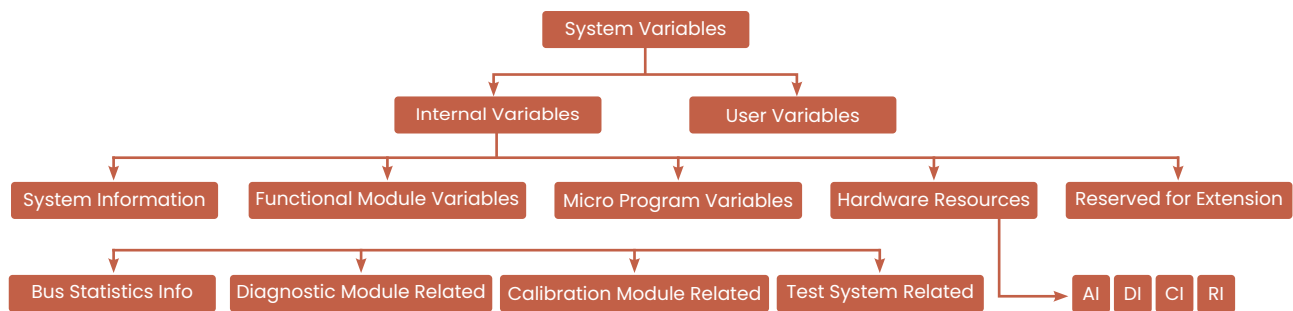 System Variables
Internal Variables
User Variables
System Information
Functional Module Variables
Micro Program Variables
Hardware Resources
Reserved for Extension
Bus Statistics Info
Diagnostic Module Related
Calibration Module Related
Test System Related
AI
DI
CI
RI